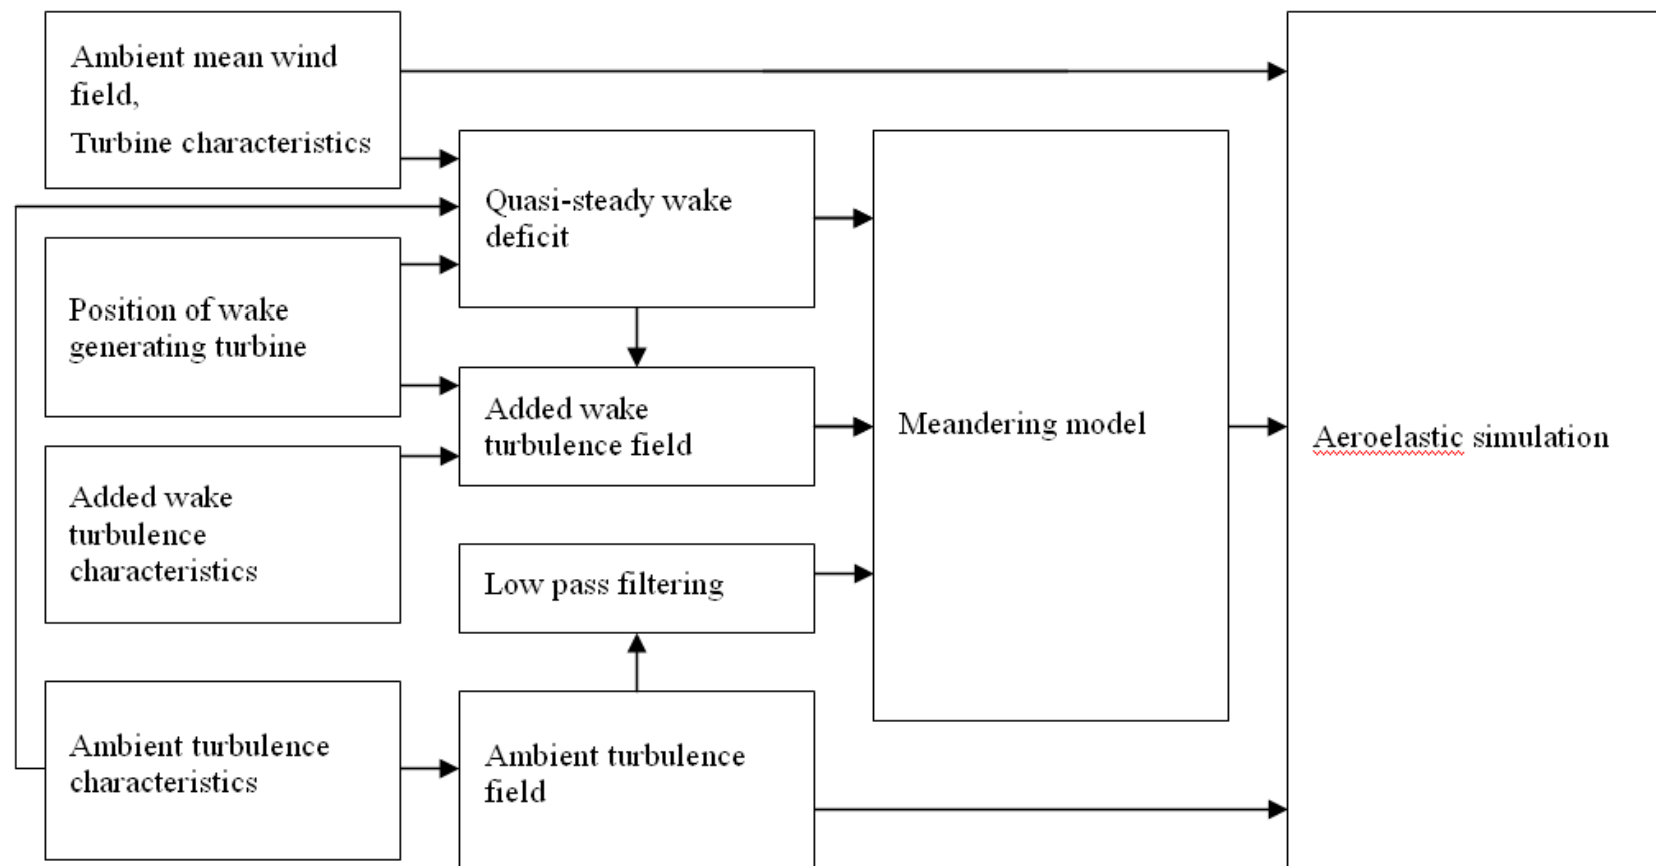 Ambient mean wind
field,
Turbine characteristics
Quasi-steady wake
deficit
Position of wake
generating turbine
Added wake
turbulence field
Meandering model
Aeroelastic simulation
Added wake
turbulence
characteristics
Low pass filtering
Ambient turbulence
characteristics
Ambient turbulence
field